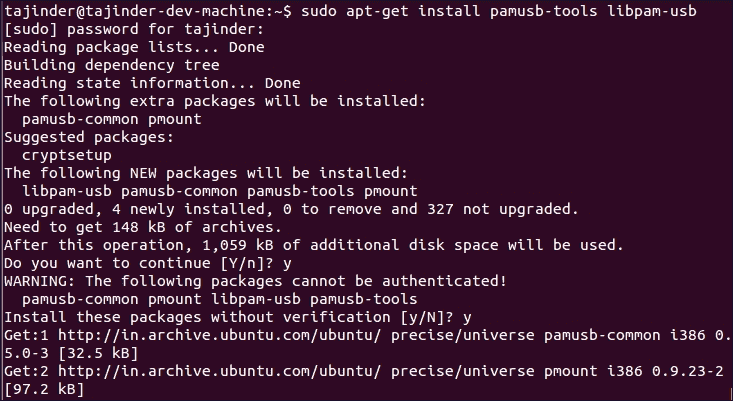 tajinder@tajinder-dev-machine:~$ sudo apt-get install pamusb-tools libpam-usb
[sudo] password for tajinder:
Reading package lists... Done
Building dependency tree
Reading state information... Done
The following extra packages will be installed:
  pamusb-common pmount
Suggested packages:
  cryptsetup
The following NEW packages will be installed:
  libpam-usb pamusb-common pamusb-tools pmount
0 upgraded, 4 newly installed, 0 to remove and 327 not upgraded.
Need to get 148 kB of archives.
After this operation, 1,059 kB of additional disk space will be used.
Do you want to continue [Y/n]? y
WARNING: The following packages cannot be authenticated!
  pamusb-common pmount libpam-usb pamusb-tools
Install these packages without verification [y/N]? y
Get:1 http://in.archive.ubuntu.com/ubuntu/ precise/universe pamusb-common i386 0.
5.0-3 [32.5 kB]
Get:2 http://in.archive.ubuntu.com/ubuntu/ precise/universe pmount i386 0.9.23-2
[97.2 kB]